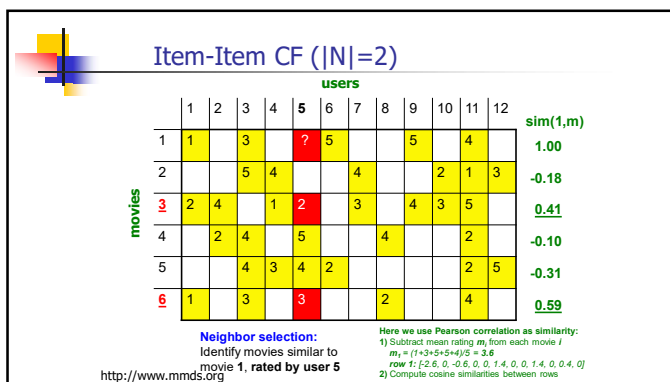 Item-Item CF (|N|=2)
users
1 2 3 4 5 6 7 8 9 10 11 12
sim(1,m)
1 1 3 ? 5 5 4 1.00
2 5 4 4 2 1 3 -0.18
movies
3 2 4 1 2 3 4 3 5 0.41
4 2 4 5 4 2 -0.10
5 4 3 4 2 2 5 -0.31
6 1 3 3 2 4 0.59
Neighbor selection:
Identify movies similar to
movie 1, rated by user 5
Here we use Pearson correlation as similarity:
1) Subtract mean rating mi from each movie i
m1 = (1+3+5+5+4)/5 = 3.6
row 1: [-2.6, 0, -0.6, 0, 0, 1.4, 0, 0, 1.4, 0, 0.4, 0]
2) Compute cosine similarities between rows
http://www.mmds.org